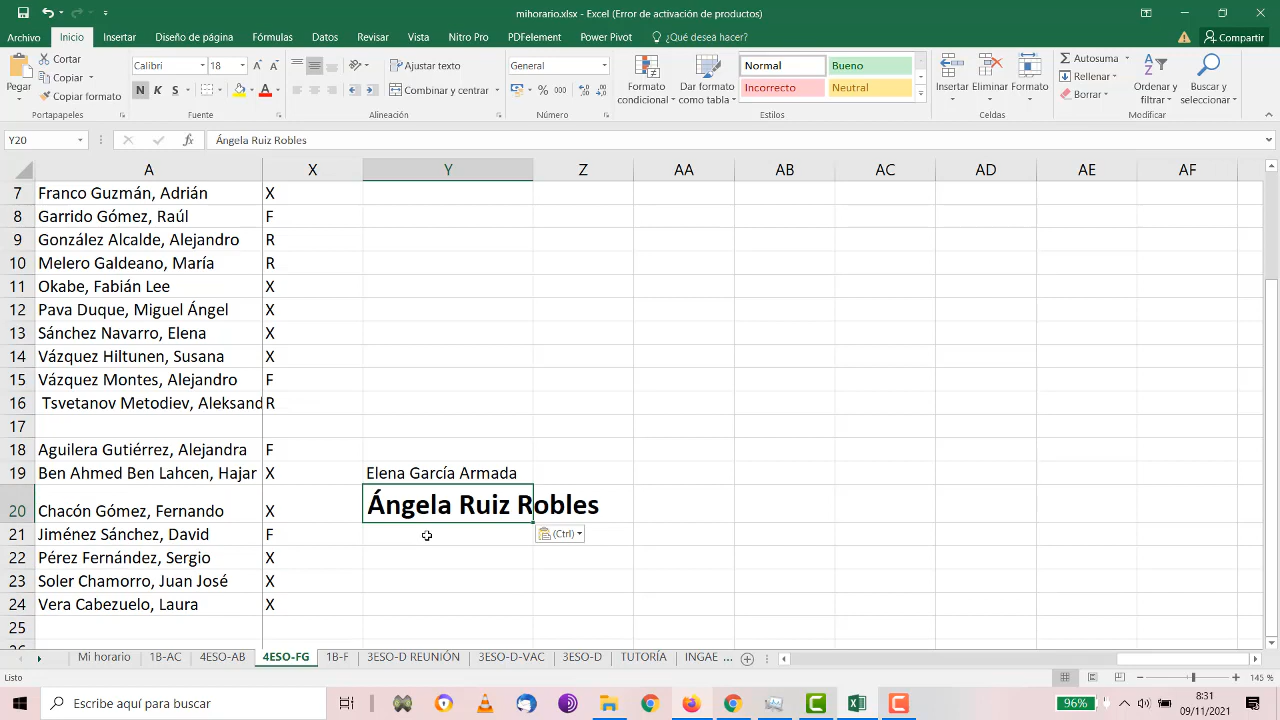 mihorario.xlsx - Excel (Error de activación de productos)
Archivo Inicio Insertar Diseño de página Fórmulas Datos Revisar Vista Nitro Pro PDFelement Power Pivot ¿Qué desea hacer? Compartir
Pegar
Cortar
Copiar
Copiar formato
Portapapeles
Calibri 18
N K S
Fuente
Ajustar texto
Combinar y centrar
Alineación
General
% 000
Número
Formato condicional
Dar formato como tabla
Normal Bueno
Incorrecto Neutral
Estilos
Insertar Eliminar Formato
Celdas
Autosuma
Rellenar
Borrar
Ordenar y filtrar
Buscar y seleccionar
Modificar
Y20 fx Ángela Ruiz Robles
A X Y Z AA AB AC AD AE AF
7 Franco Guzmán, Adrián X
8 Garrido Gómez, Raúl F
9 González Alcalde, Alejandro R
10 Melero Galdeano, María R
11 Okabe, Fabián Lee X
12 Pava Duque, Miguel Ángel X
13 Sánchez Navarro, Elena X
14 Vázquez Hiltunen, Susana X
15 Vázquez Montes, Alejandro F
16 Tsvetanov Metodiev, Aleksand R
17
18 Aguilera Gutiérrez, Alejandra F
19 Ben Ahmed Ben Lahcen, Hajar X Elena García Armada
20 Chacón Gómez, Fernando X Ángela Ruiz Robles
(Ctrl)
21 Jiménez Sánchez, David F
22 Pérez Fernández, Sergio X
23 Soler Chamorro, Juan José X
24 Vera Cabezuelo, Laura X
25
Mi horario 1B-AC 4ESO-AB 4ESO-FG 1B-F 3ESO-D REUNIÓN 3ESO-D-VAC 3ESO-D TUTORÍA INGAE ...
Listo 145 %
Escribe aquí para buscar 96% 8:31
09/11/2021